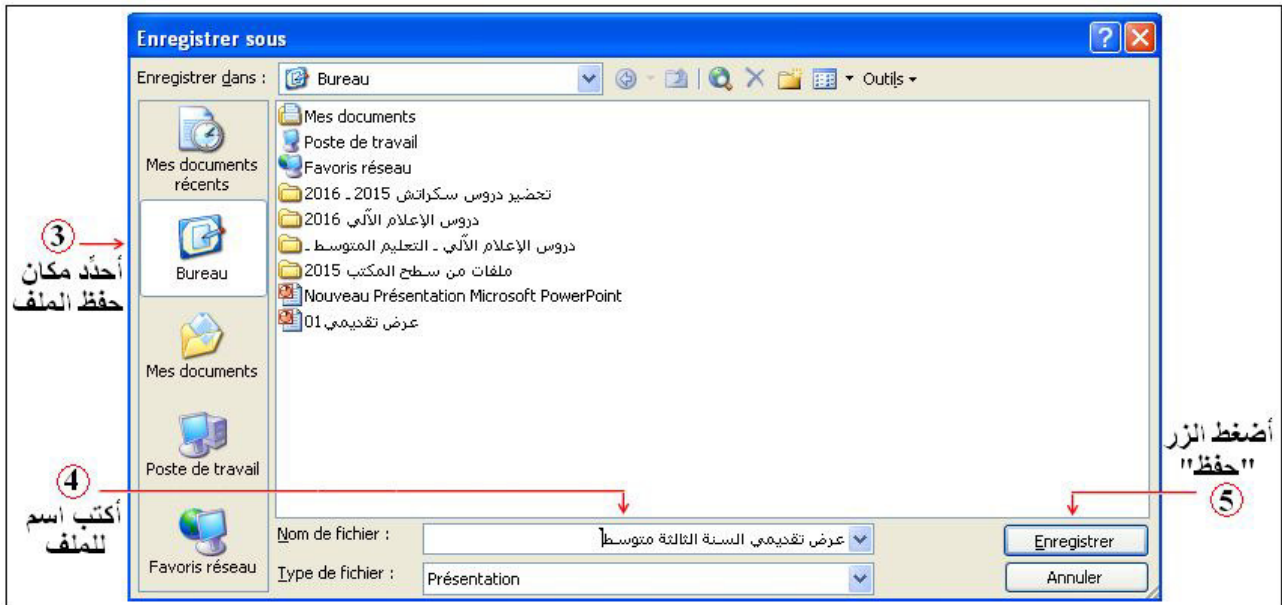 Enregistrer sous
Enregistrer dans :
Bureau
Outils
Mes documents récents
Bureau
Mes documents
Poste de travail
Favoris réseau
Mes documents
Poste de travail
Favoris réseau
تحضير دروس سكراتش 2015 ـ 2016
دروس الإعلام الآلي 2016
دروس الإعلام الآلي ـ التعليم المتوسط ـ
ملفات من سطح المكتب 2015
Nouveau Présentation Microsoft PowerPoint
عرض تقديمي01
3
أحدّد مكان
حفظ الملف
4
أكتب اسم
للملف
أضغط الزر
"حفظ"
5
Nom de fichier :
عرض تقديمي السنة الثالثة متوسط
Enregistrer
Type de fichier :
Présentation
Annuler